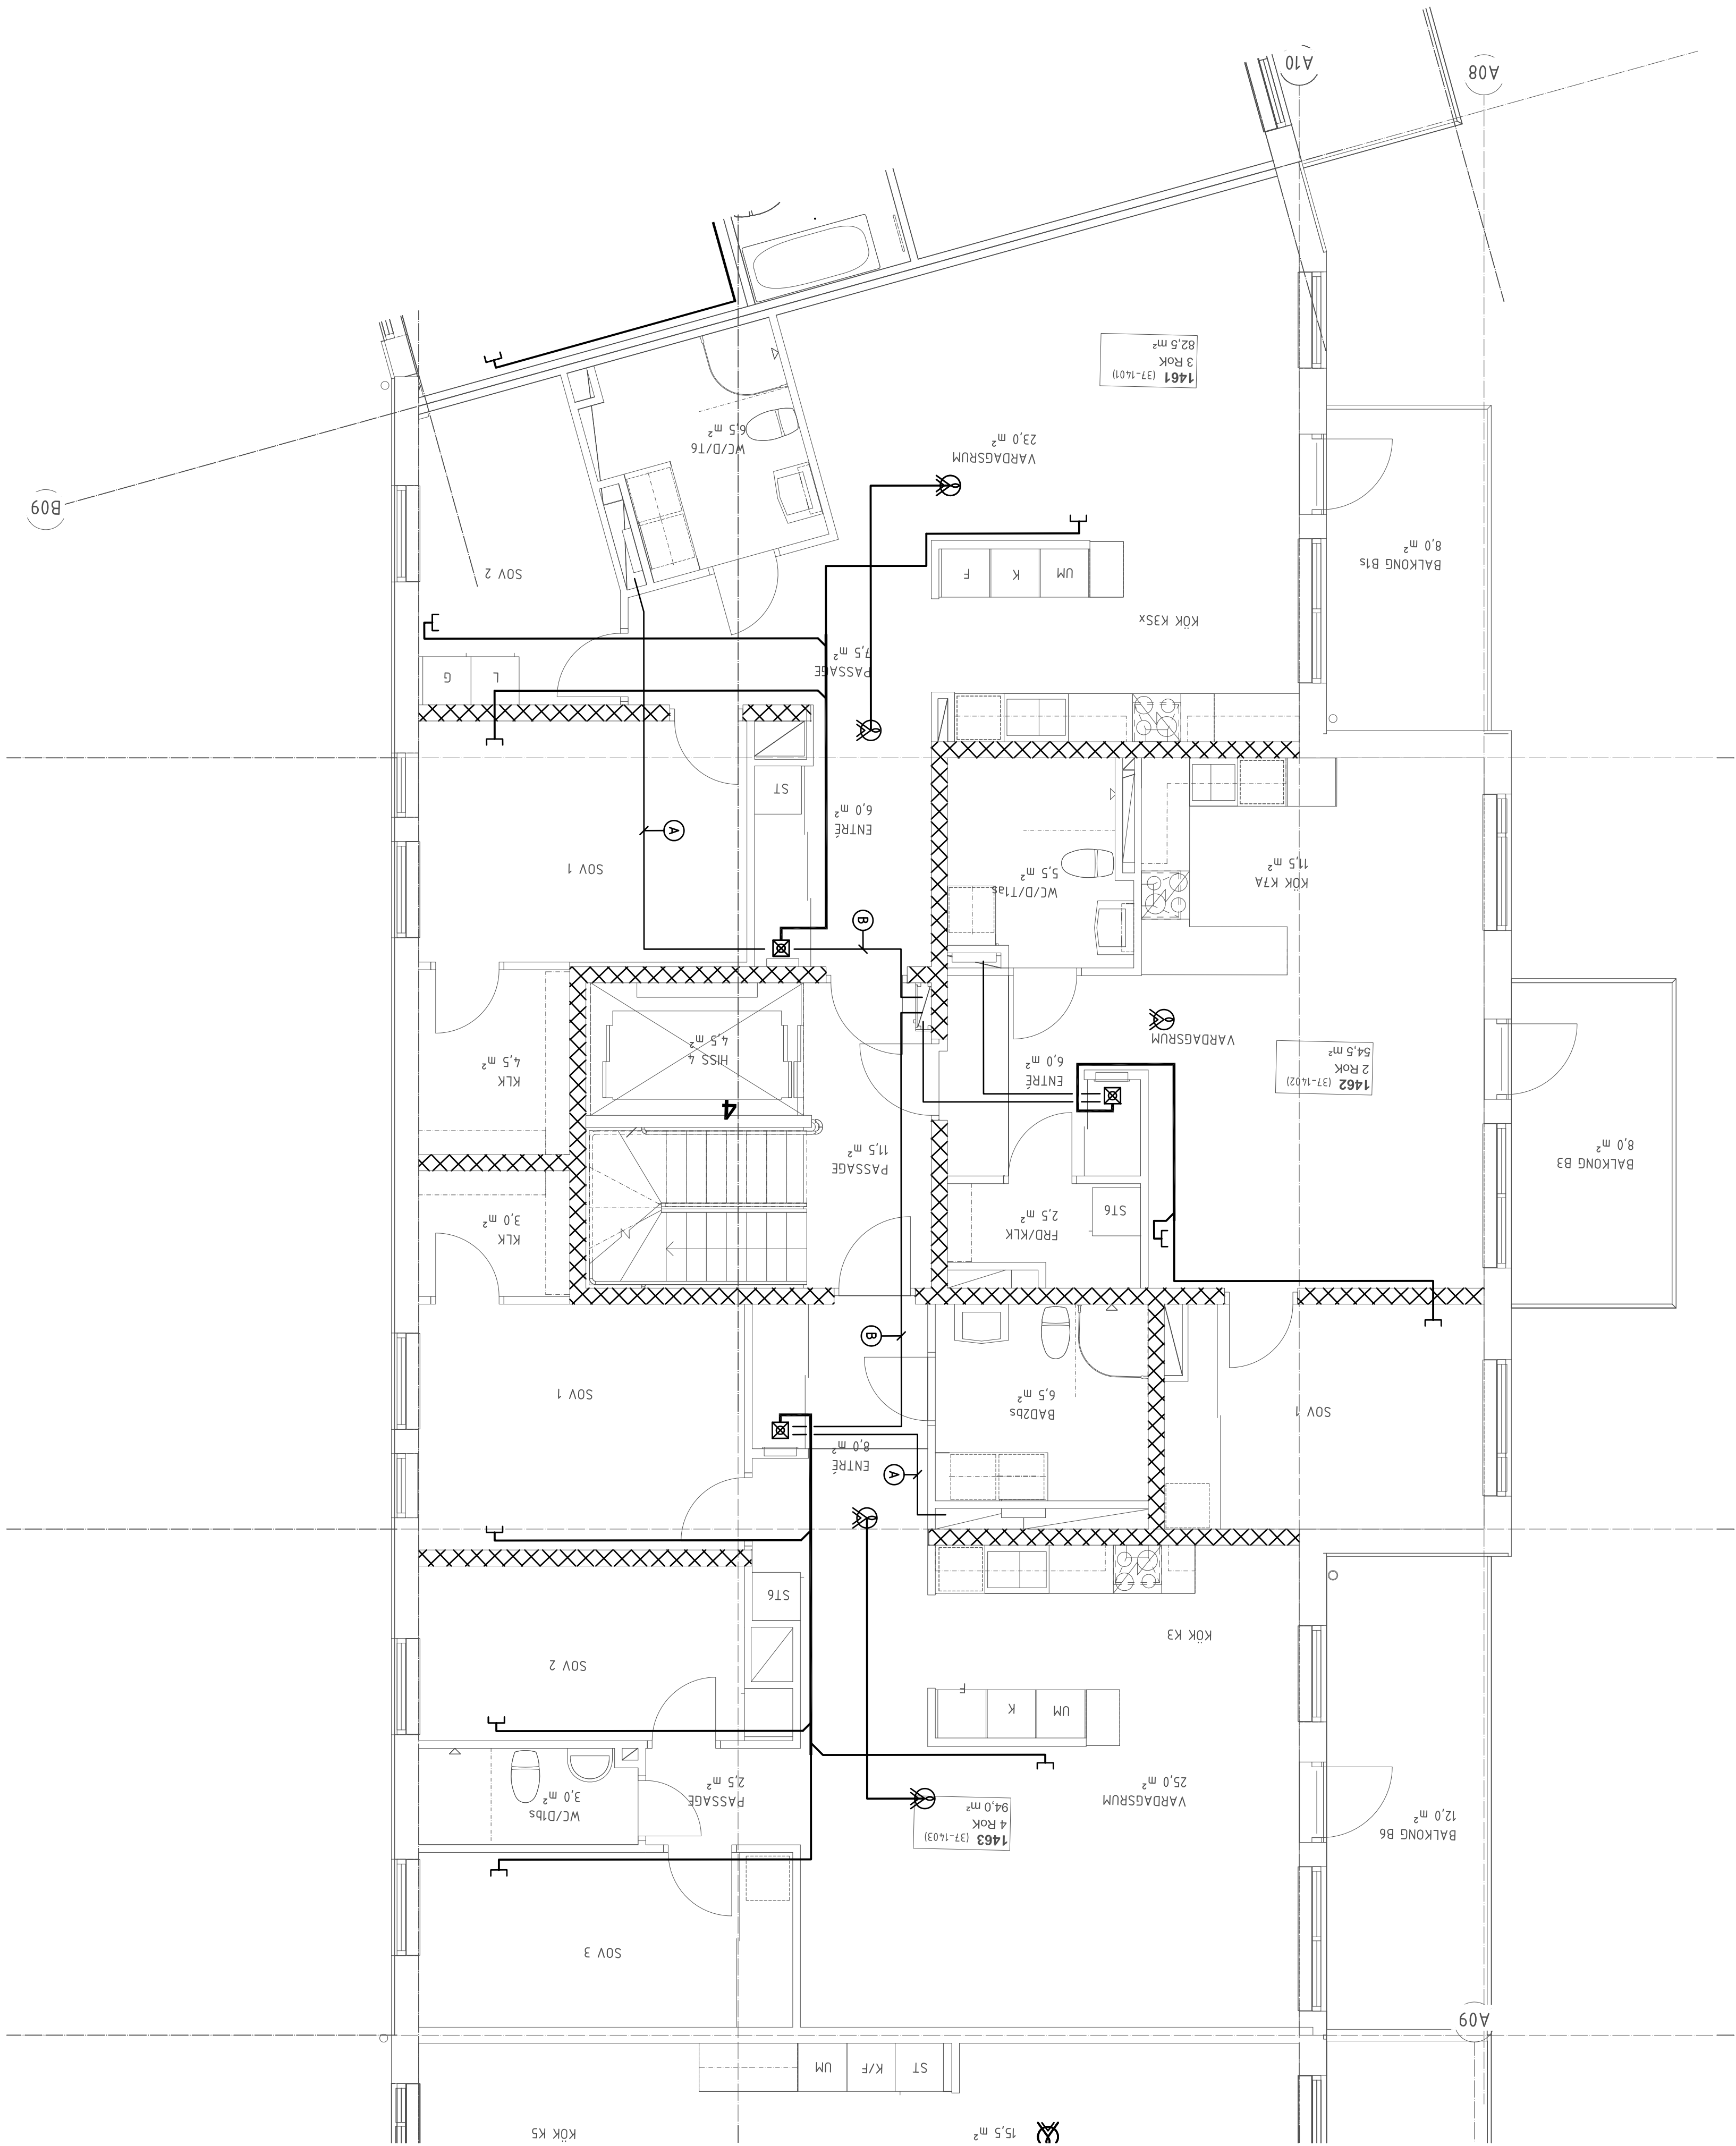 A10
A08
1461 (37-1401)
3 RoK
82,5 m²
WC/D/T6
6,5 m²
VARDAGSRUM
23,0 m²
B09
SOV 2
BALKONG B1s
8,0 m²
F
K
UM
KÖK K3Sx
PASSAGE
7,5 m²
G
L
ST
ENTRÉ
6,0 m²
A
SOV 1
WC/D/T1as
5,5 m²
KÖK K7A
11,5 m²
B
VARDAGSRUM
HISS 4
4,5 m²
KLK
4,5 m²
ENTRÉ
6,0 m²
1462 (37-1402)
2 RoK
54,5 m²
4
PASSAGE
11,5 m²
BALKONG B3
8,0 m²
KLK
3,0 m²
FRD/KLK
2,5 m²
ST6
B
SOV 1
BAD2bs
6,5 m²
SOV 1
ENTRÉ
8,0 m²
A
ST6
KÖK K3
SOV 2
F
K
UM
WC/D1bs
3,0 m²
PASSAGE
2,5 m²
VARDAGSRUM
25,0 m²
1463 (37-1403)
4 RoK
94,0 m²
BALKONG B6
12,0 m²
SOV 3
A09
UM
K/F
ST
KÖK K5
15,5 m²